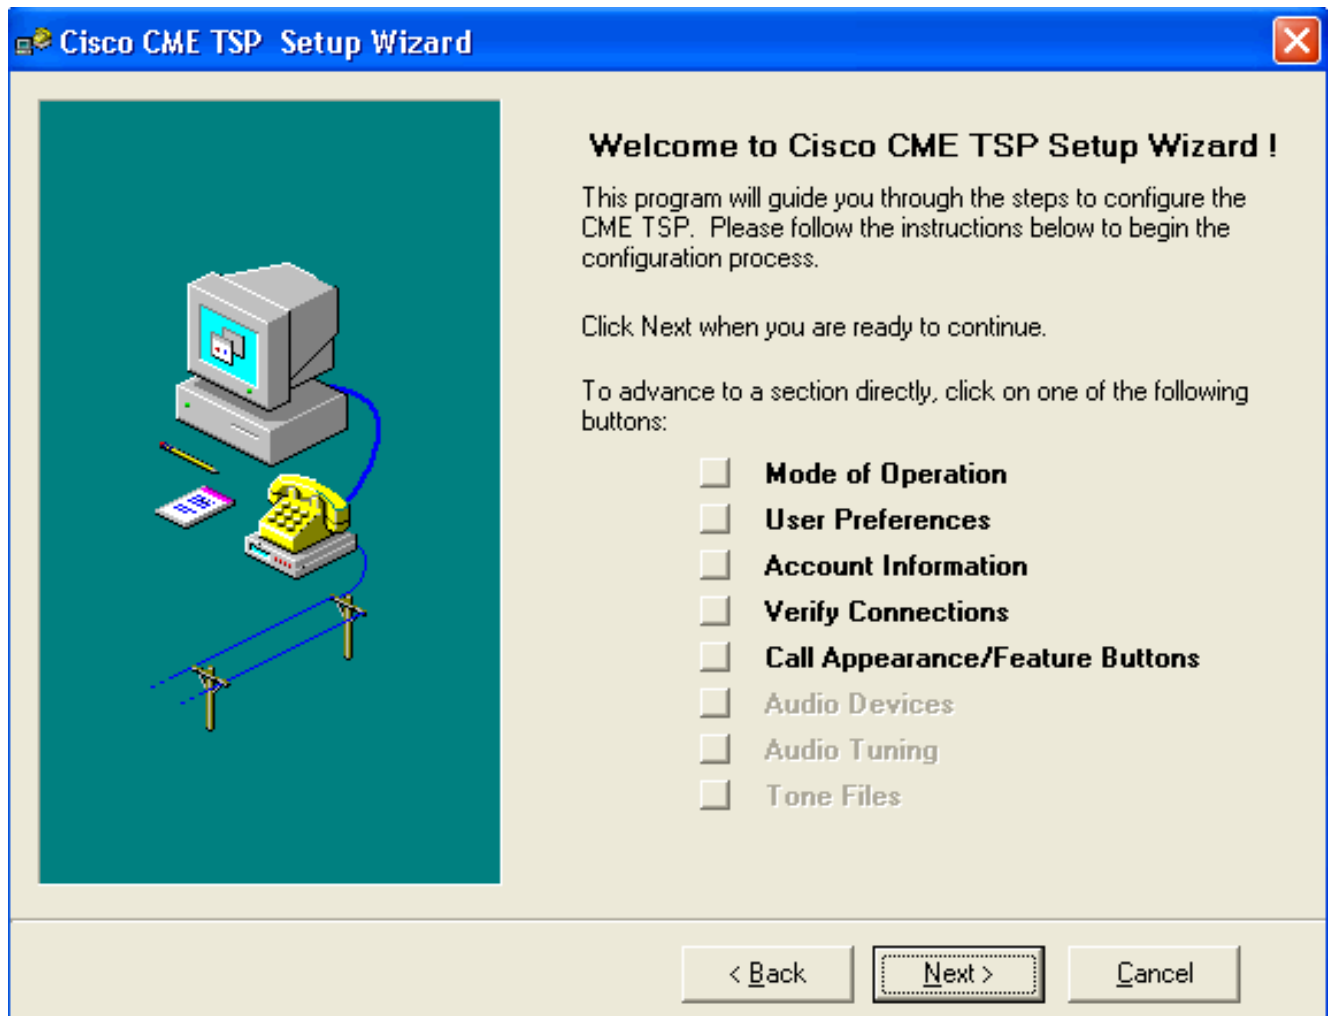 Cisco CME TSP  Setup Wizard
Welcome to Cisco CME TSP Setup Wizard !
This program will guide you through the steps to configure the
CME TSP.  Please follow the instructions below to begin the
configuration process.
Click Next when you are ready to continue.
To advance to a section directly, click on one of the following
buttons:
Mode of Operation
User Preferences
Account Information
Verify Connections
Call Appearance/Feature Buttons
Audio Devices
Audio Tuning
Tone Files
< Back
Next >
Cancel